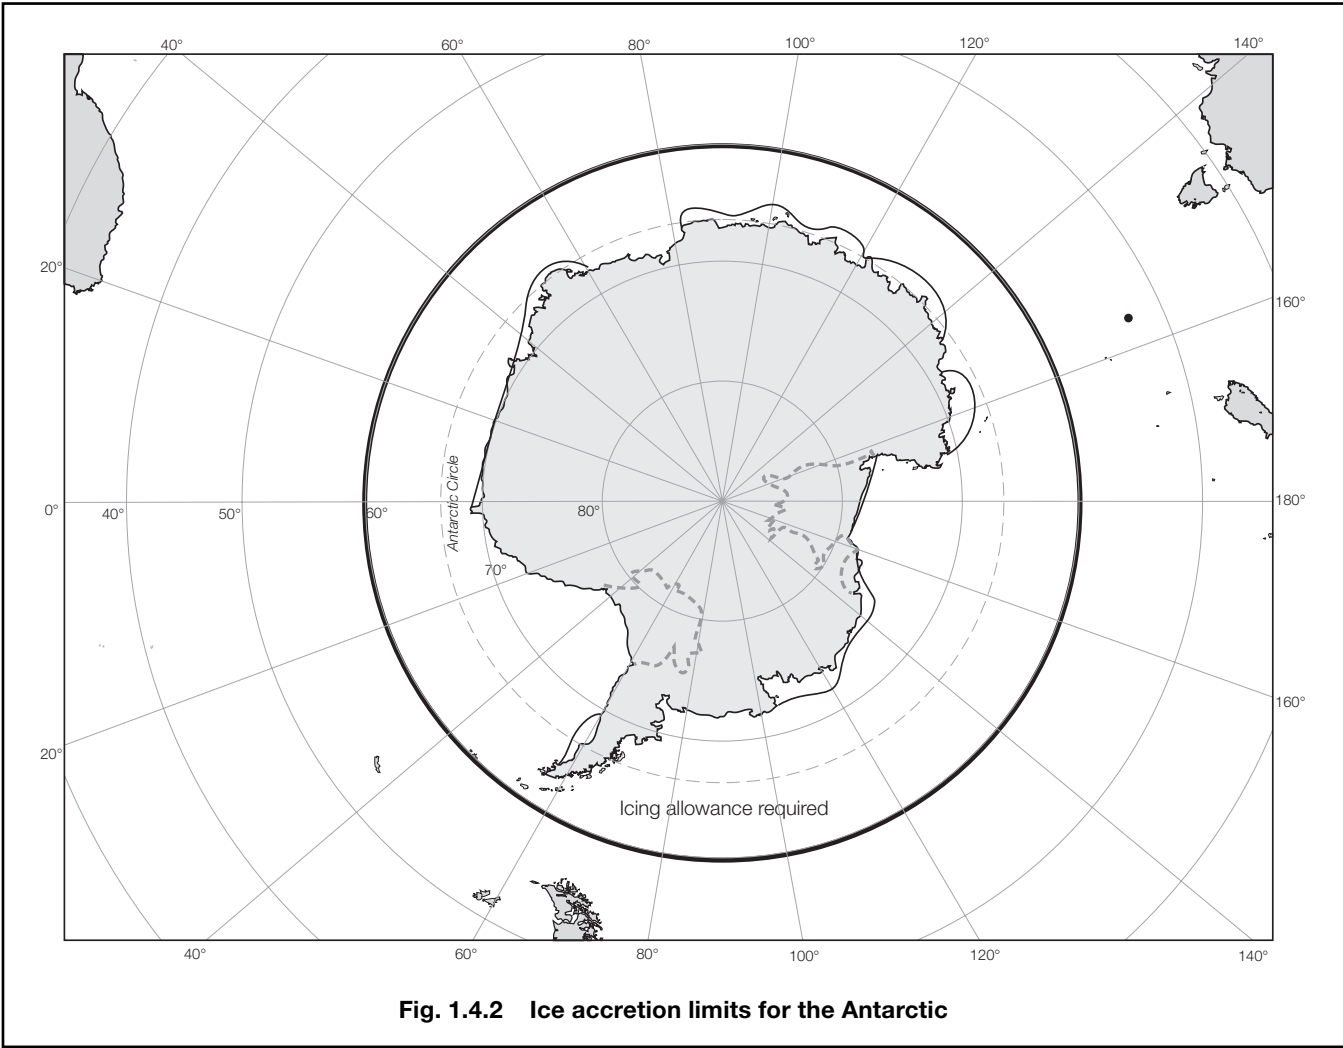 40° 60° 80° 100° 120° 140°
20°
160°
Antarctic Circle
0° 40° 50° 60° 80° 180°
70°
160°
20°
Icing allowance required
40° 60° 80° 100° 120° 140°
Fig. 1.4.2 Ice accretion limits for the Antarctic